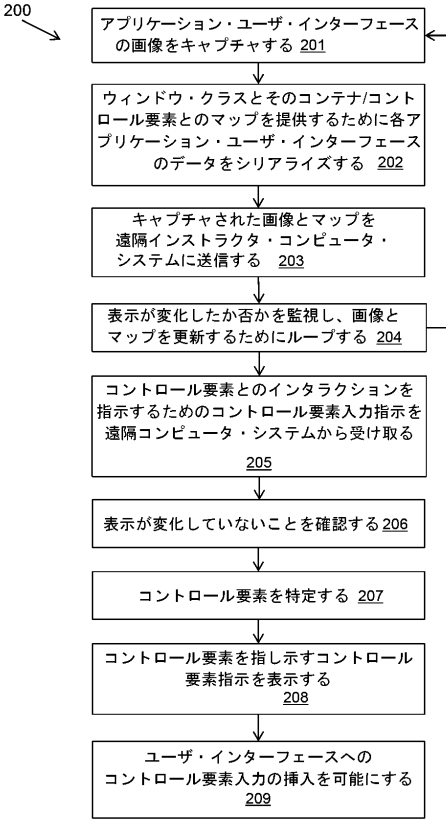 200
アプリケーション・ユーザ・インターフェース
の画像をキャプチャする 201
ウィンドウ・クラスとそのコンテナ/コント
ロール要素とのマップを提供するために各ア
プリケーション・ユーザ・インターフェース
のデータをシリアライズする 202
キャプチャされた画像とマップを
遠隔インストラクタ・コンピュータ・
システムに送信する 203
表示が変化したか否かを監視し、画像と
マップを更新するためにループする 204
コントロール要素とのインタラクションを
指示するためのコントロール要素入力指示を
遠隔コンピュータ・システムから受け取る
205
表示が変化していないことを確認する 206
コントロール要素を特定する 207
コントロール要素を指し示すコントロール
要素指示を表示する
208
ユーザ・インターフェースへの
コントロール要素入力の挿入を可能にする
209